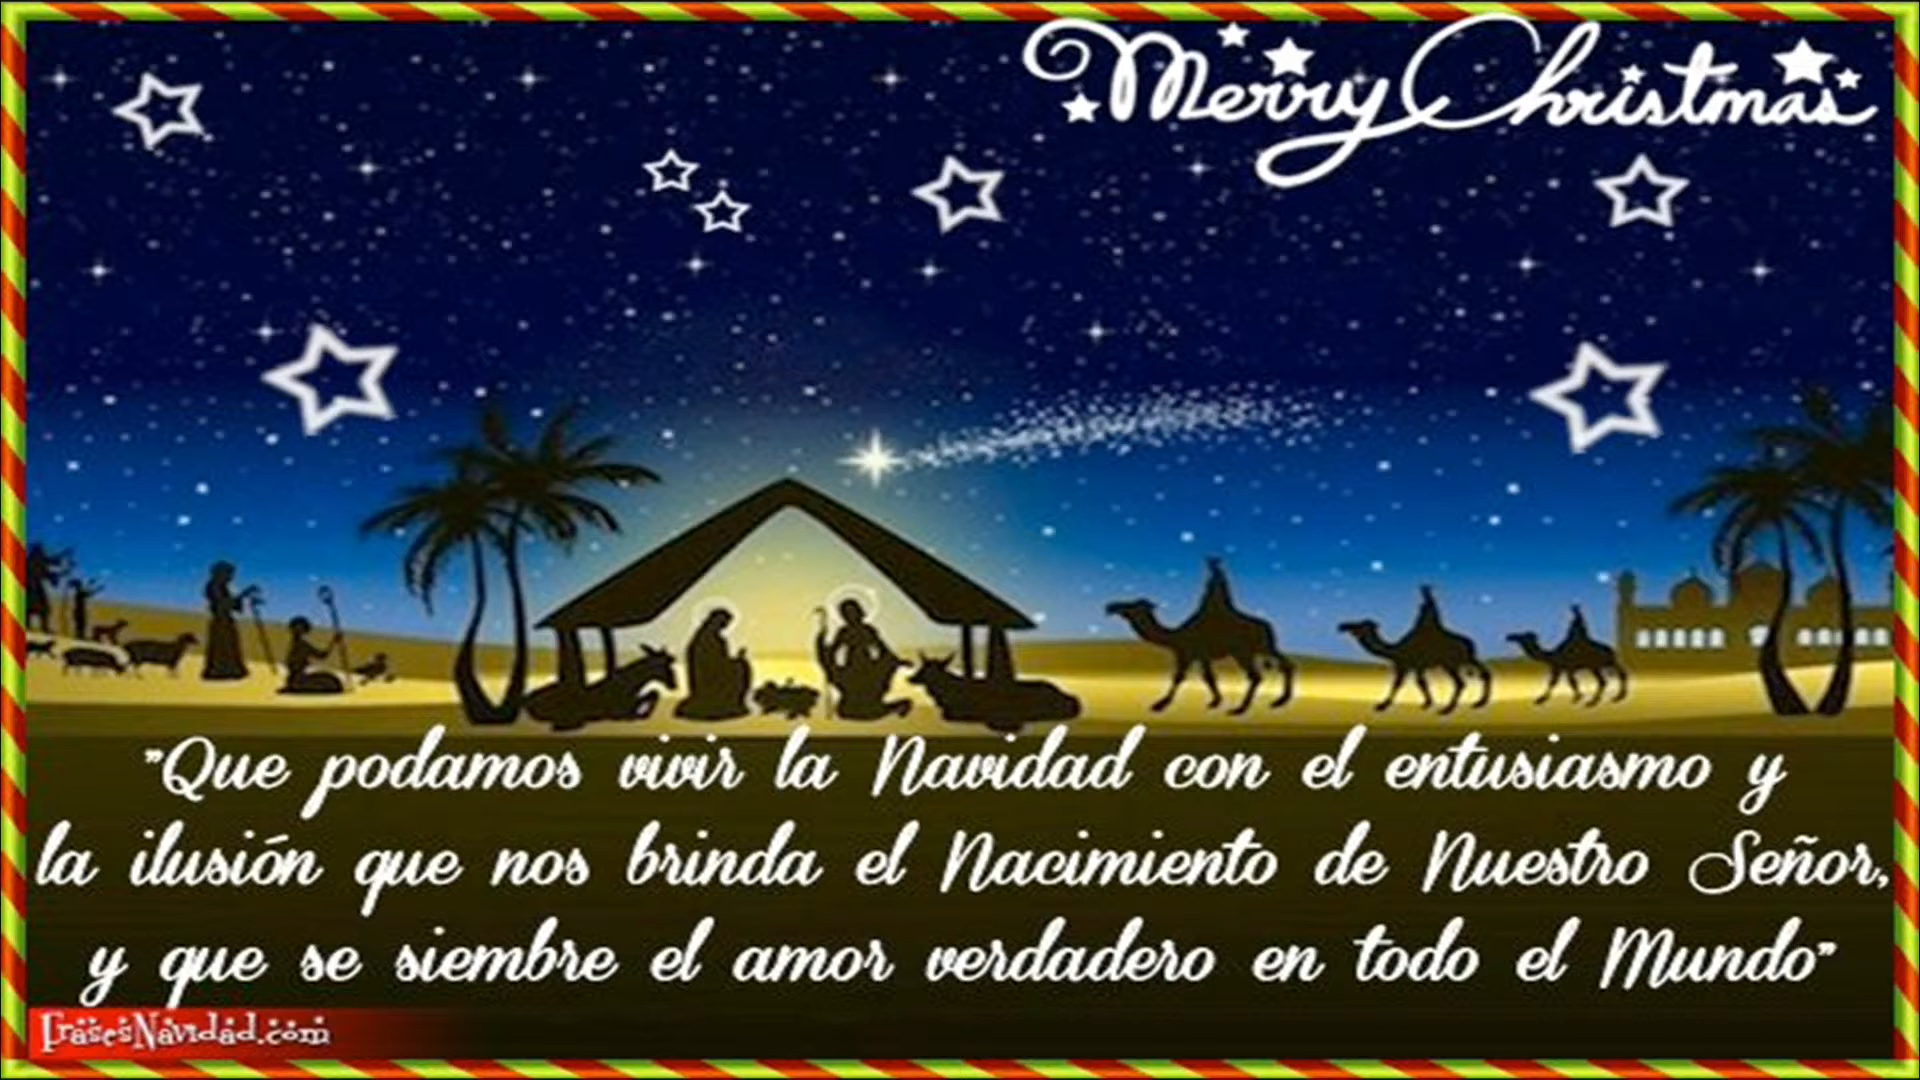 Merry Christmas
"Que podamos vivir la Navidad con el entusiasmo y
la ilusión que nos brinda el Nacimiento de Nuestro Señor,
y que se siembre el amor verdadero en todo el Mundo"
FrasesNavidad.com